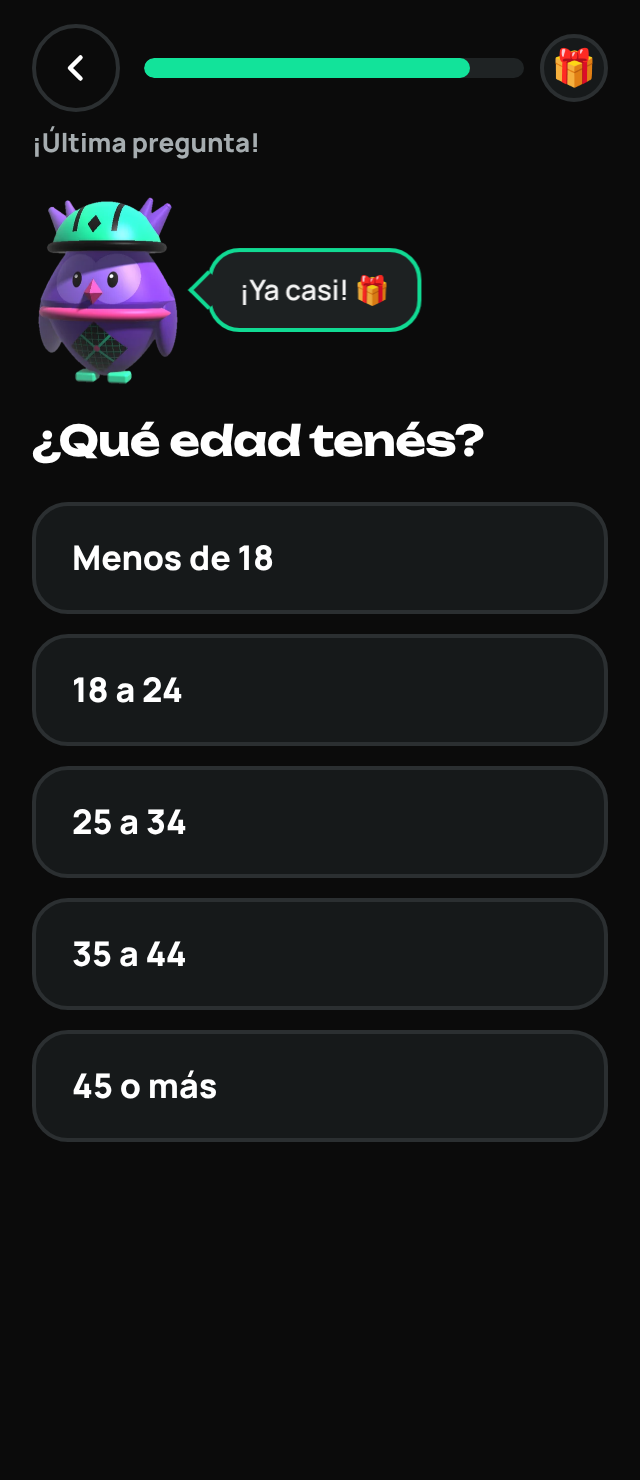 ¡Última pregunta!
¡Ya casi! 🎁
¿Qué edad tenés?
Menos de 18
18 a 24
25 a 34
35 a 44
45 o más